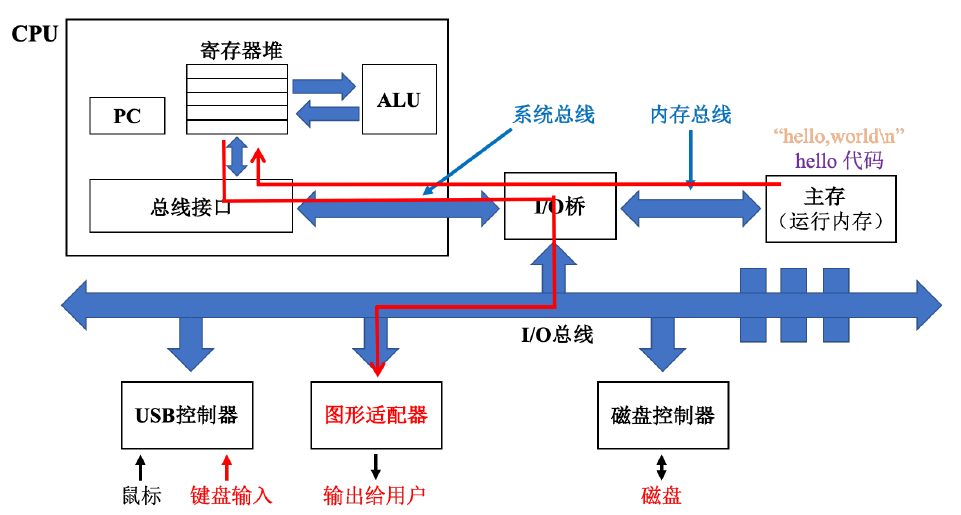 CPU
寄存器堆
PC
ALU
系统总线
内存总线
“hello,world\n”
hello 代码
总线接口
I/O桥
主存
（运行内存）
I/O总线
USB控制器
图形适配器
磁盘控制器
鼠标
键盘输入
输出给用户
磁盘